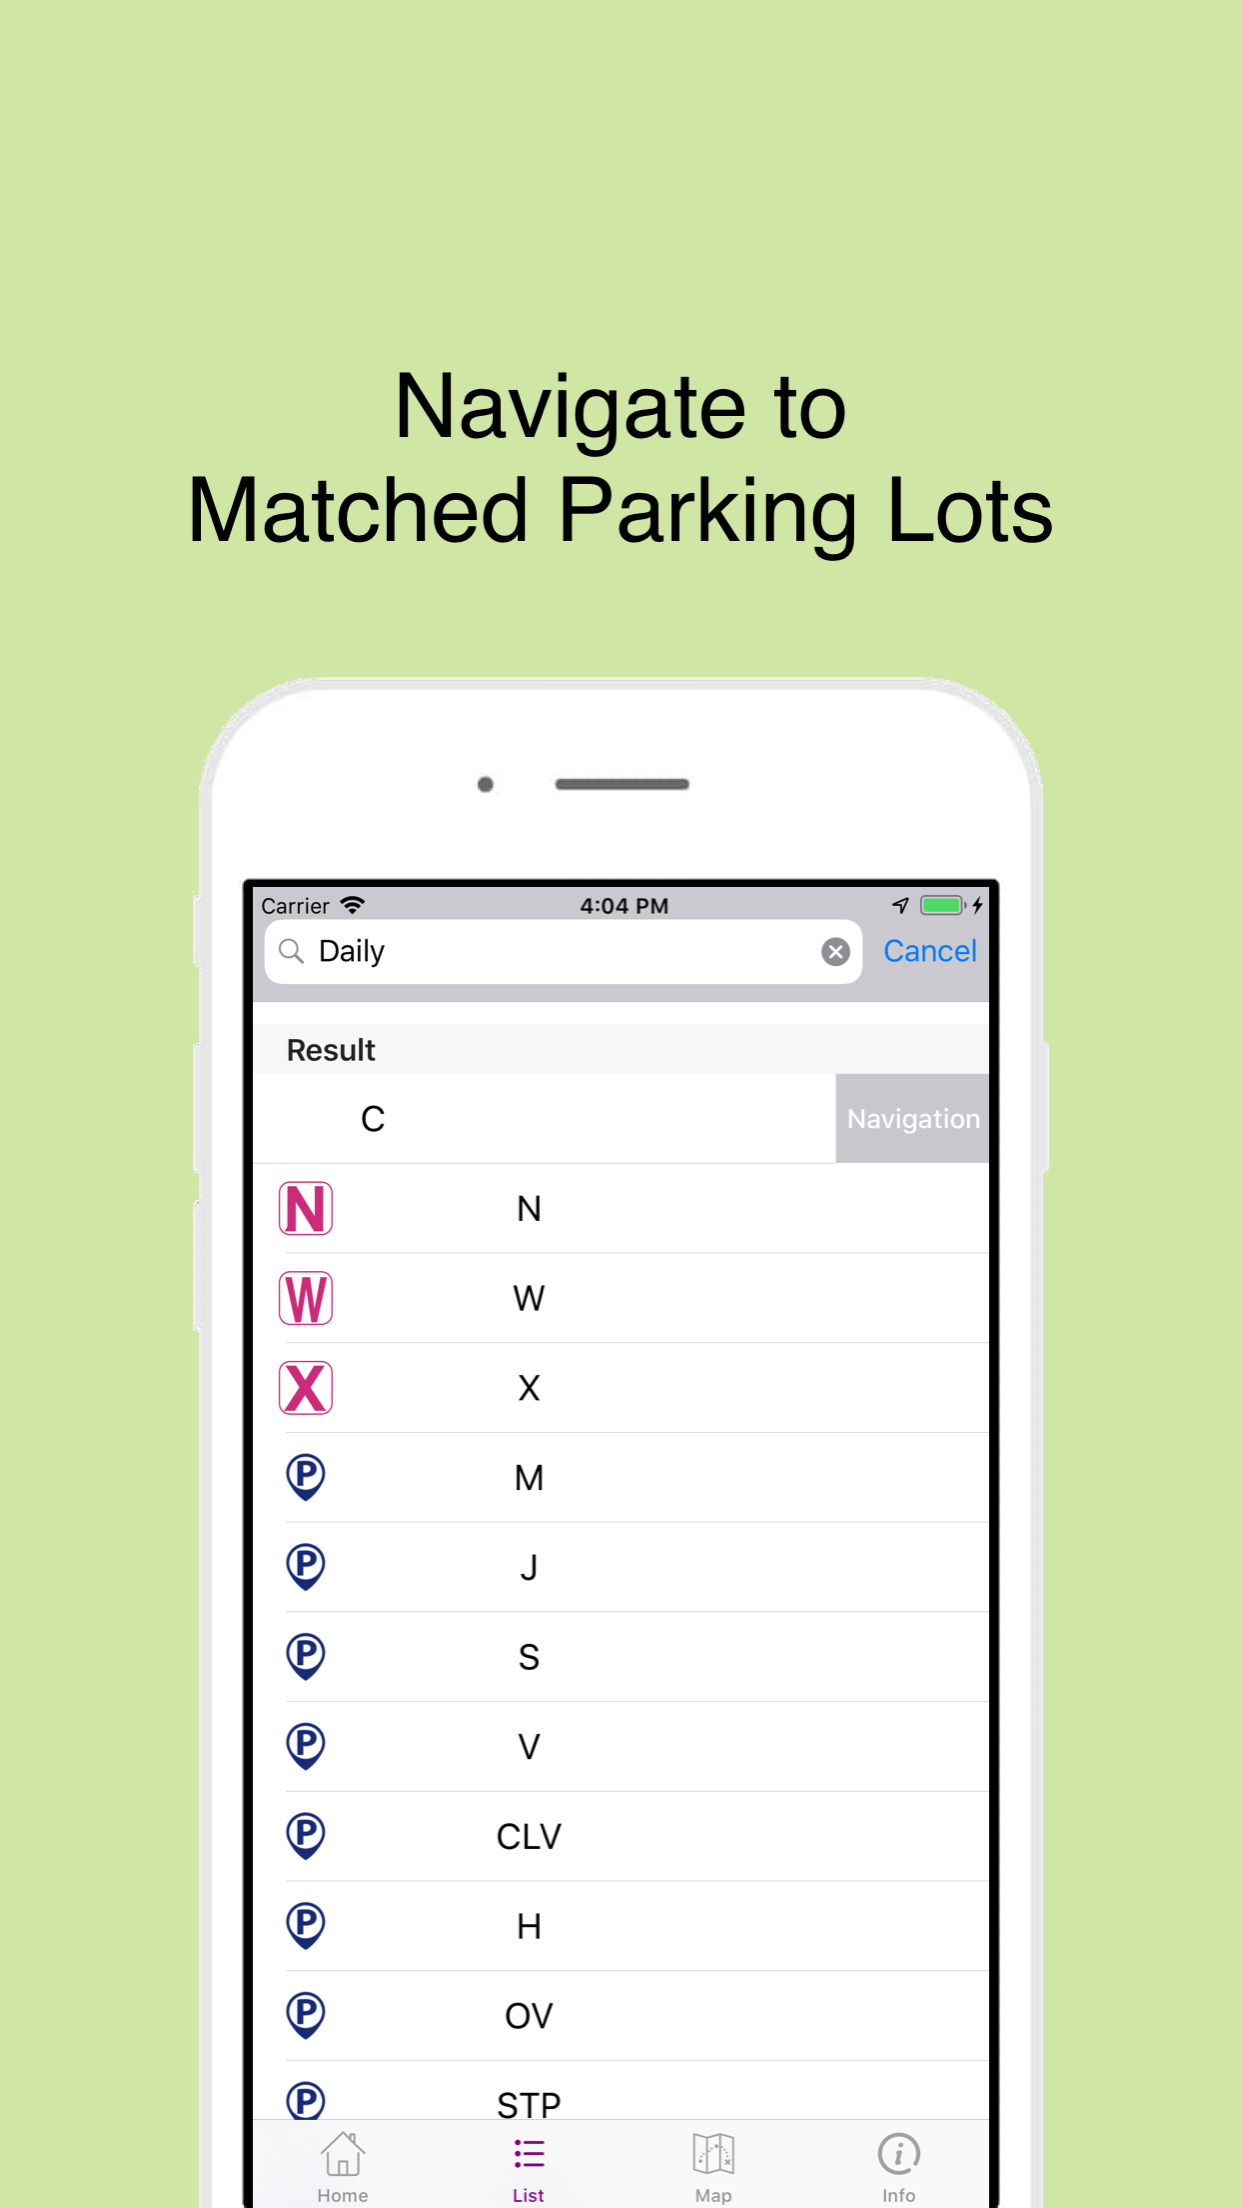 Navigate to
Matched Parking Lots
Carrier 4:04 PM
Daily Cancel
Result
C Navigation
N N
W W
X X
P M
P J
P S
P V
P CLV
P H
P OV
P STP
Home List Map Info